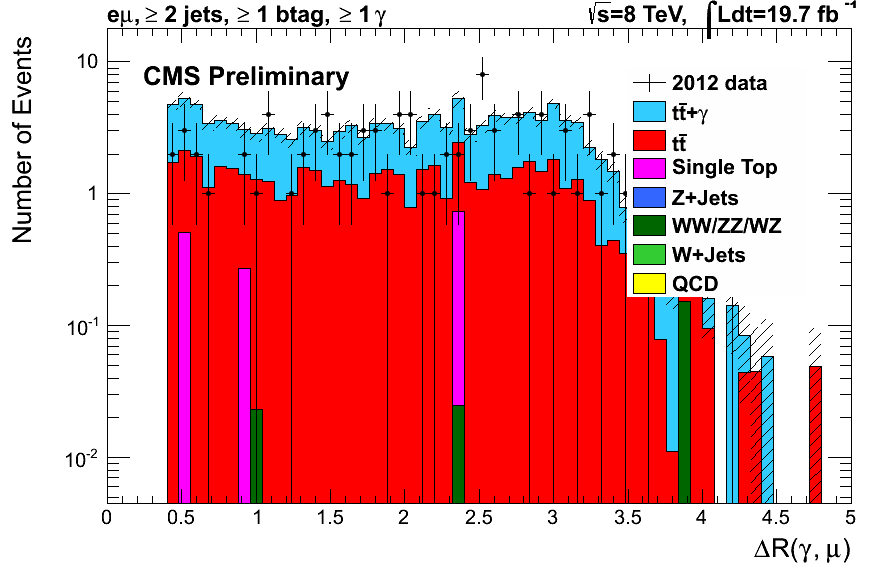 eμ, ≥ 2 jets, ≥ 1 btag, ≥ 1 γ
√s=8 TeV, ∫Ldt=19.7 fb⁻¹
CMS Preliminary
2012 data
tt̄+γ
tt̄
Single Top
Z+Jets
WW/ZZ/WZ
W+Jets
QCD
Number of Events
10
1
10⁻¹
10⁻²
0 0.5 1 1.5 2 2.5 3 3.5 4 4.5 5
ΔR(γ, μ)